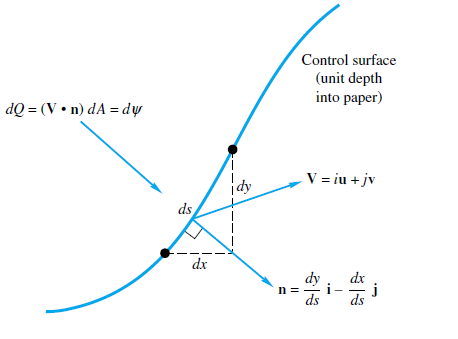 Control surface
(unit depth
into paper)
dQ = (V • n) dA = dψ
dy
V = iu + jv
ds
dx
n = dy/ds i – dx/ds j